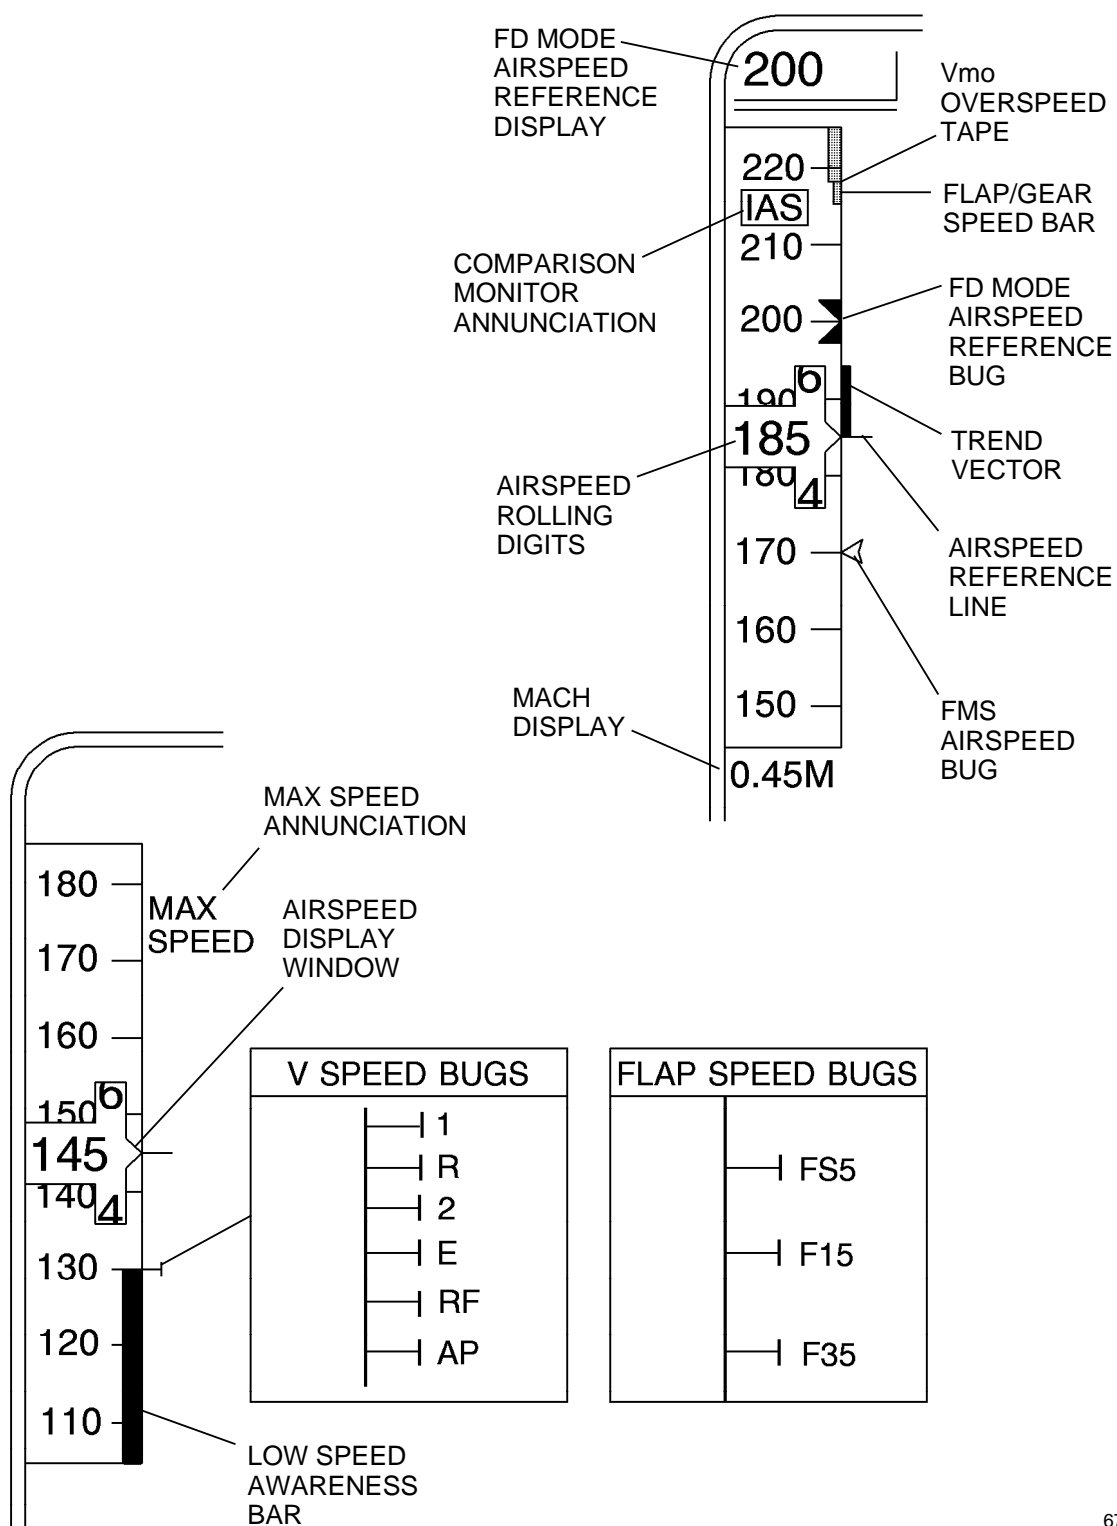 FD MODE
AIRSPEED
REFERENCE
DISPLAY
200
Vmo
OVERSPEED
TAPE
220
IAS
FLAP/GEAR
SPEED BAR
210
COMPARISON
MONITOR
ANNUNCIATION
200
FD MODE
AIRSPEED
REFERENCE
BUG
6
190
185
180
4
TREND
VECTOR
AIRSPEED
ROLLING
DIGITS
170
AIRSPEED
REFERENCE
LINE
160
150
MACH
DISPLAY
0.45M
FMS
AIRSPEED
BUG
MAX SPEED
ANNUNCIATION
180
MAX
SPEED
AIRSPEED
DISPLAY
WINDOW
170
160
6
150
145
140
4
130
120
110
LOW SPEED
AWARENESS
BAR
V SPEED BUGS
1
R
2
E
RF
AP
FLAP SPEED BUGS
FS5
F15
F35